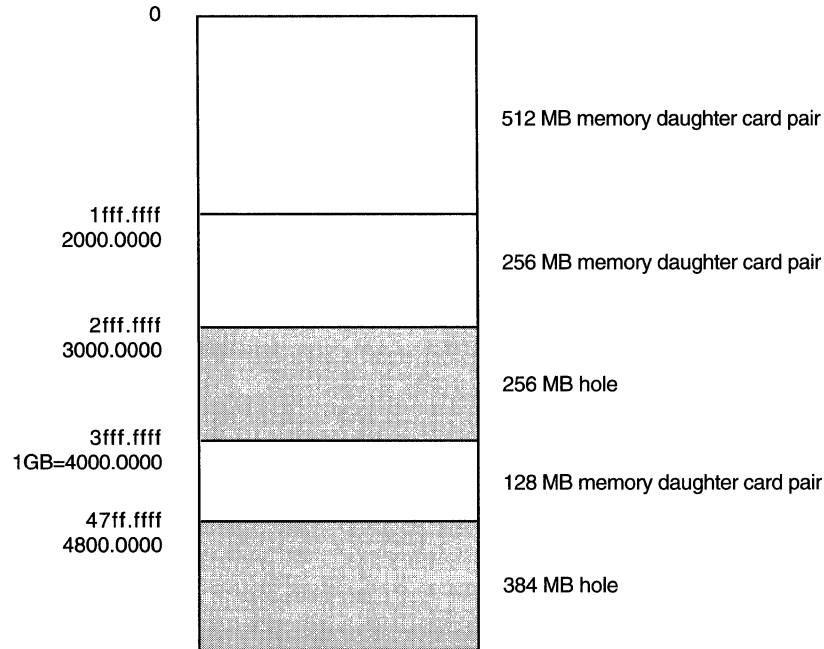 0
512 MB memory daughter card pair
1fff.ffff
2000.0000
256 MB memory daughter card pair
2fff.ffff
3000.0000
256 MB hole
3fff.ffff
1GB=4000.0000
128 MB memory daughter card pair
47ff.ffff
4800.0000
384 MB hole